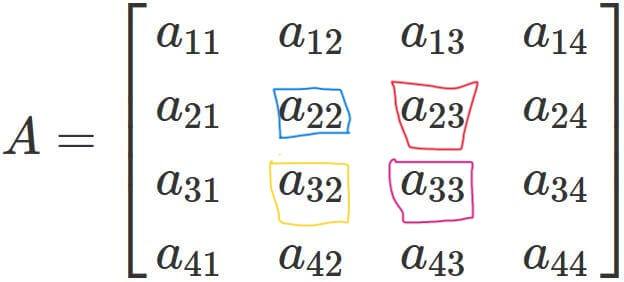 a₁₁ a₁₂ a₁₃ a₁₄
a₂₁ a₂₂ a₂₃ a₂₄
A =
a₃₁ a₃₂ a₃₃ a₃₄
a₄₁ a₄₂ a₄₃ a₄₄